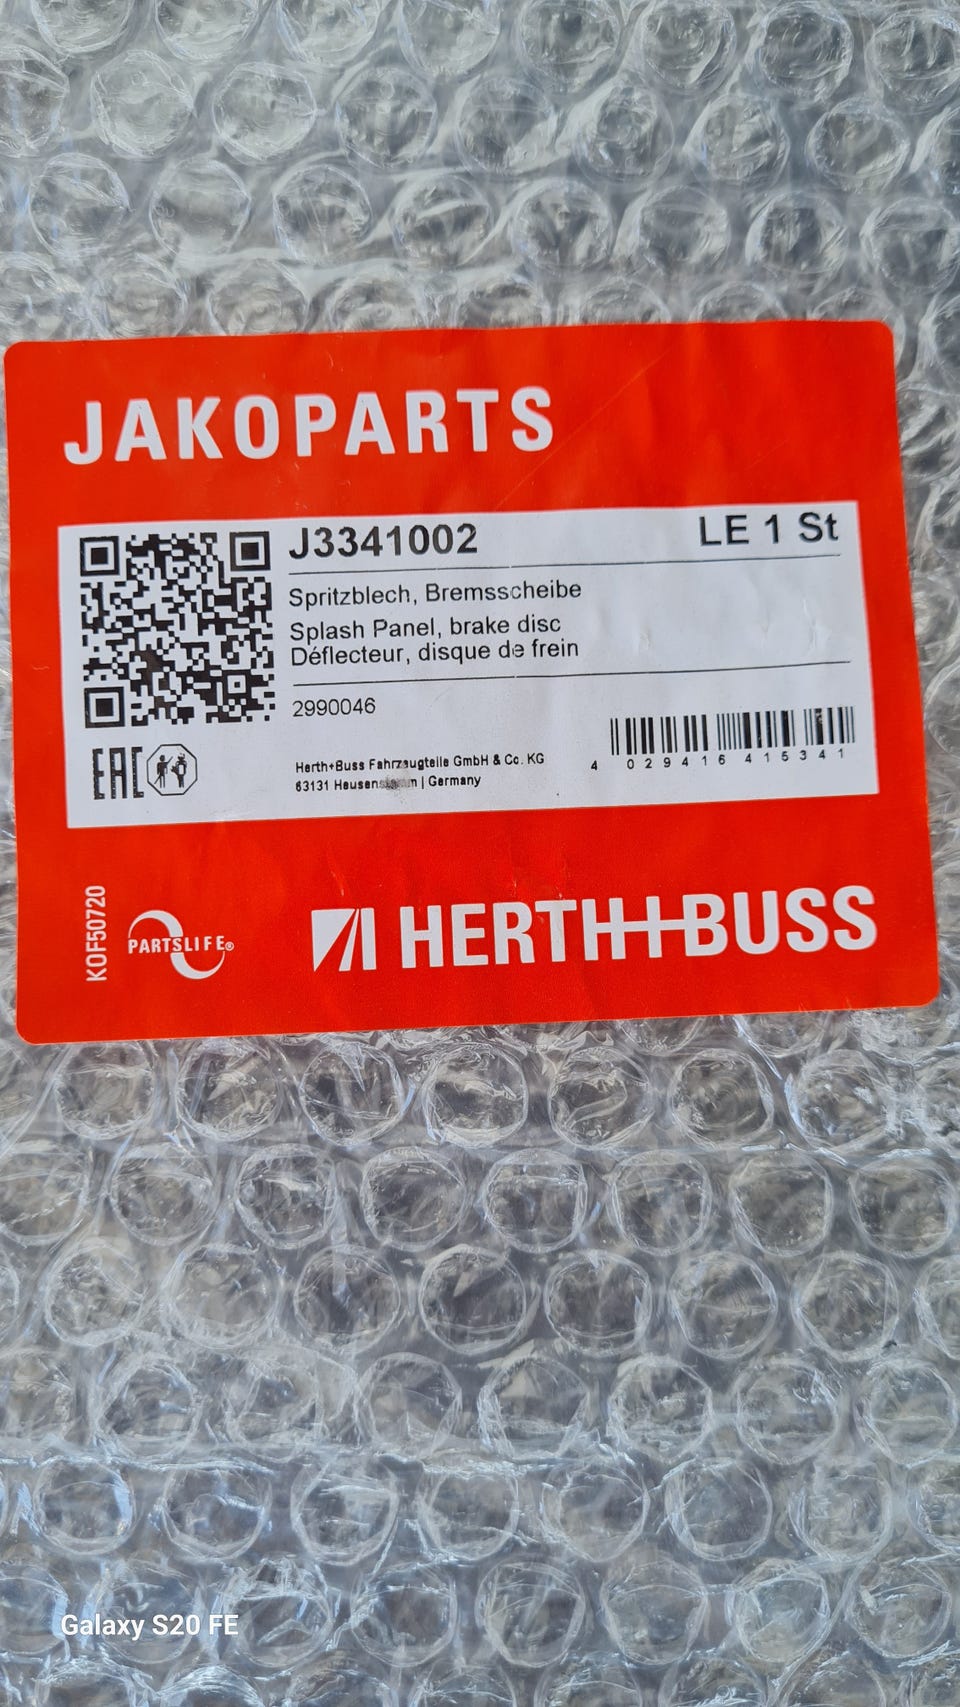 JAKOPARTS
J3341002 LE 1 St
Spritzblech, Bremsscheibe
Splash Panel, brake disc
Déflecteur, disque de frein
2990046
EAC
Herth+Buss Fahrzeugteile GmbH & Co. KG
63131 | Germany
4 029416 415341
KOF50720
PARTSLIFE®
HERTH+BUSS
Galaxy S20 FE